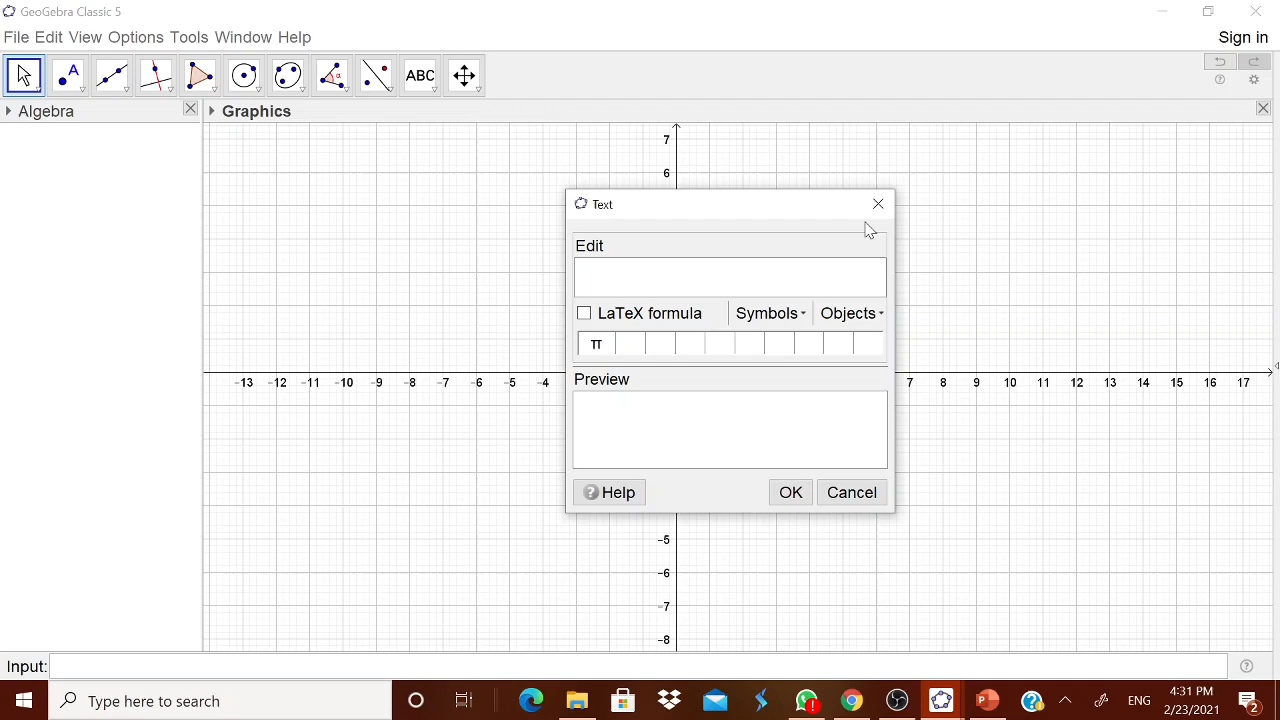 GeoGebra Classic 5
File Edit View Options Tools Window Help Sign in
A α ABC
Algebra Graphics
7
6
Text
Edit
LaTeX formula Symbols Objects
π
Preview
-13 -12 -11 -10 -9 -8 -7 -6 -5 -4 7 8 9 10 11 12 13 14 15 16 17
? Help OK Cancel
-5
-6
-7
-8
Input:
Type here to search
ENG 4:31 PM
2/23/2021 2